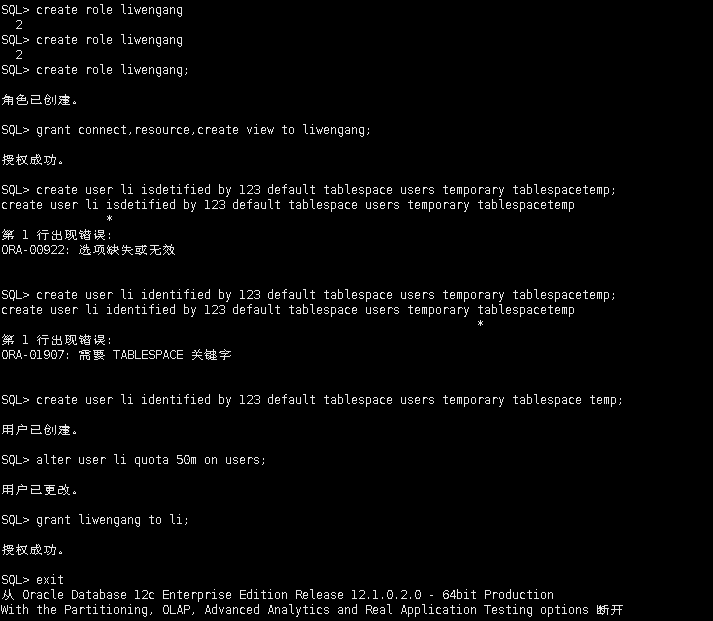 SQL> create role liwengang
2
SQL> create role liwengang
2
SQL> create role liwengang;
角色已创建。
SQL> grant connect,resource,create view to liwengang;
授权成功。
SQL> create user li isdetified by 123 default tablespace users temporary tablespacetemp;
create user li isdetified by 123 default tablespace users temporary tablespacetemp
*
第 1 行出现错误:
ORA-00922: 选项缺失或无效
SQL> create user li identified by 123 default tablespace users temporary tablespacetemp;
create user li identified by 123 default tablespace users temporary tablespacetemp
*
第 1 行出现错误:
ORA-01907: 需要 TABLESPACE 关键字
SQL> create user li identified by 123 default tablespace users temporary tablespace temp;
用户已创建。
SQL> alter user li quota 50m on users;
用户已更改。
SQL> grant liwengang to li;
授权成功。
SQL> exit
从 Oracle Database 12c Enterprise Edition Release 12.1.0.2.0 - 64bit Production
With the Partitioning, OLAP, Advanced Analytics and Real Application Testing options 断开